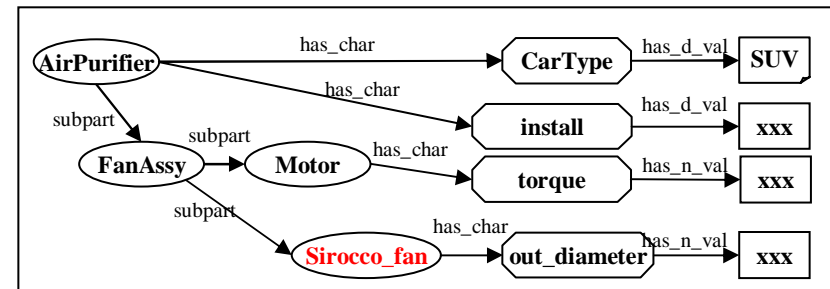 has_char
has_d_val
AirPurifier
CarType
SUV
has_char
has_d_val
subpart
install
xxx
subpart
has_char
has_n_val
FanAssy
Motor
torque
xxx
subpart
has_char
has_n_val
Sirocco_fan
out_diameter
xxx